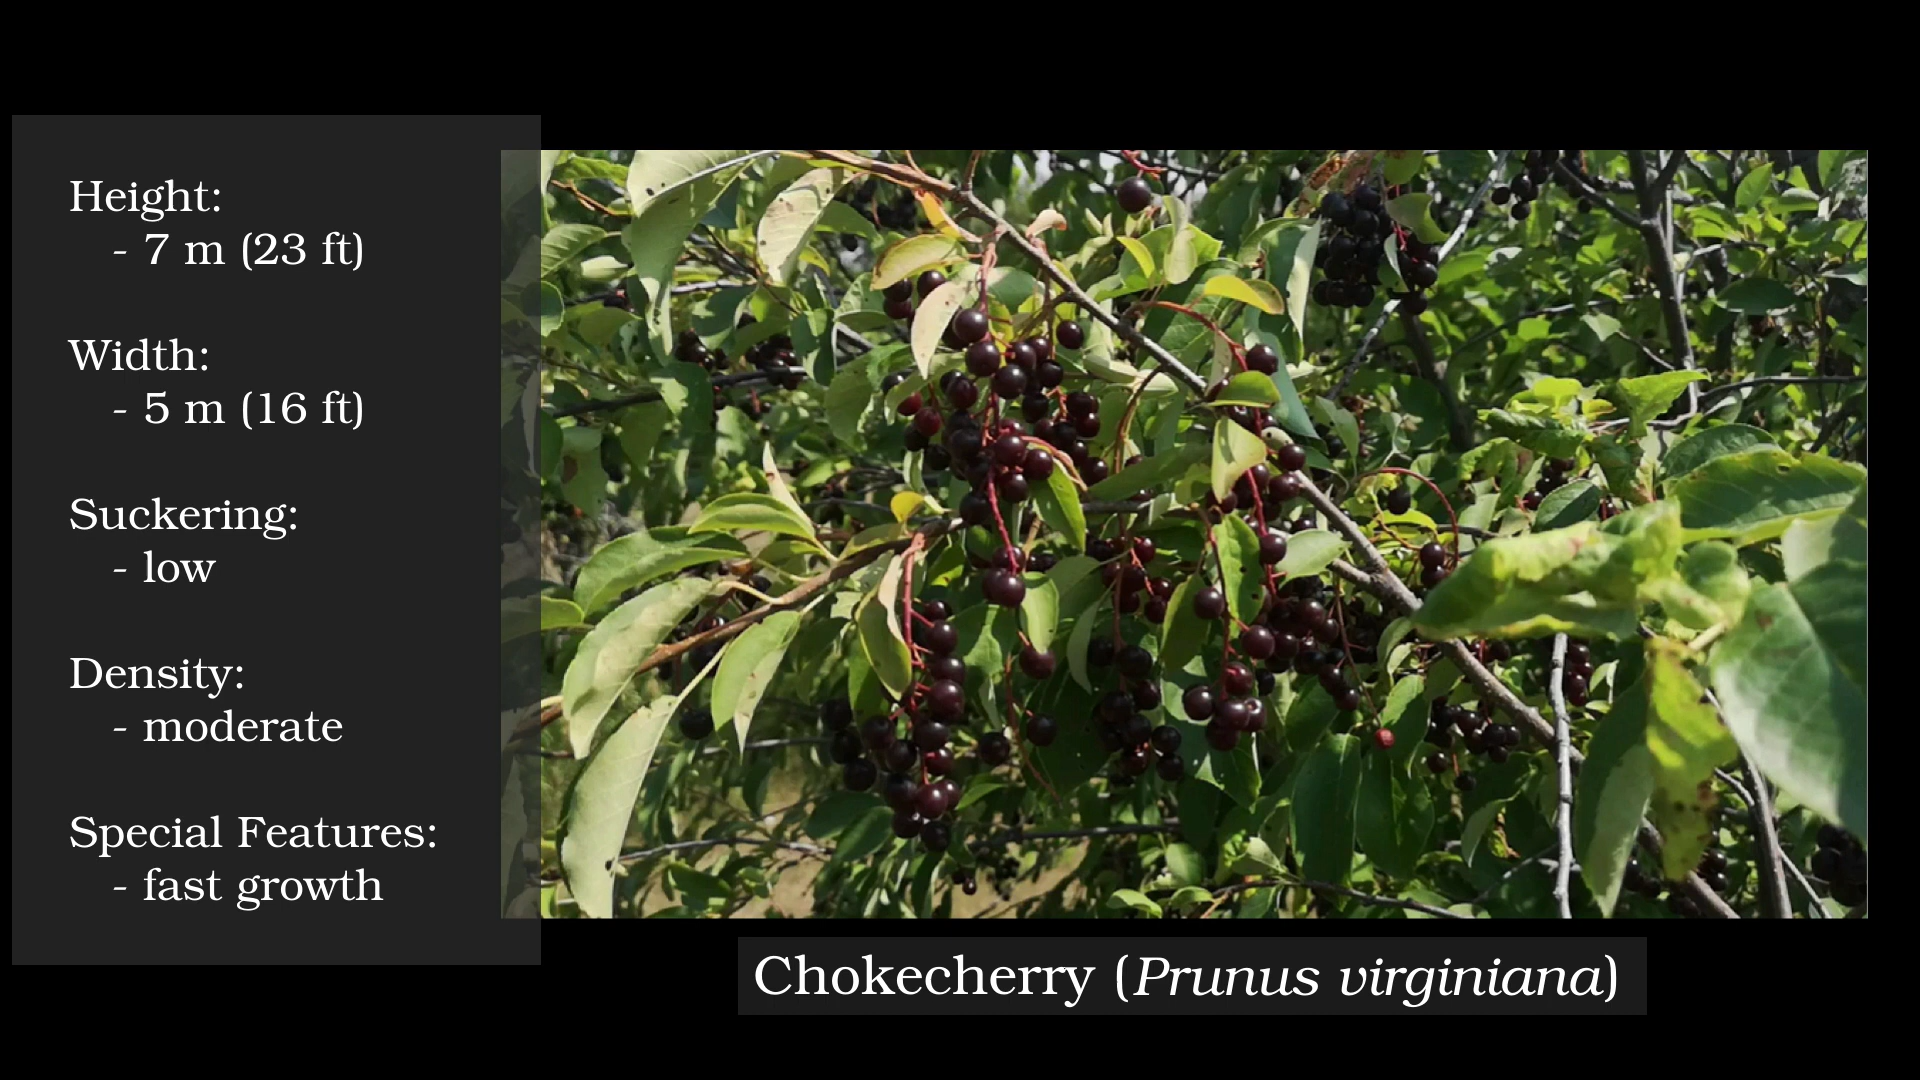 Height:
- 7 m (23 ft)
Width:
- 5 m (16 ft)
Suckering:
- low
Density:
- moderate
Special Features:
- fast growth
Chokecherry (Prunus virginiana)